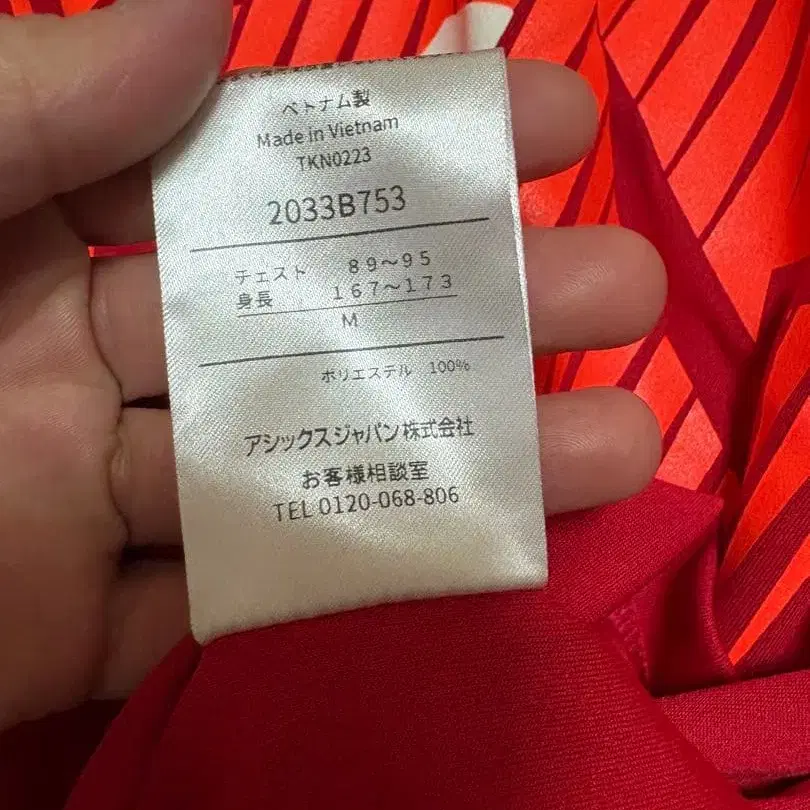 ベトナム製
Made in Vietnam
TKN0223
2033B753
チェスト 89〜95
身長 167〜173
M
ポリエステル 100%
アシックスジャパン株式会社
お客様相談室
TEL 0120-068-806